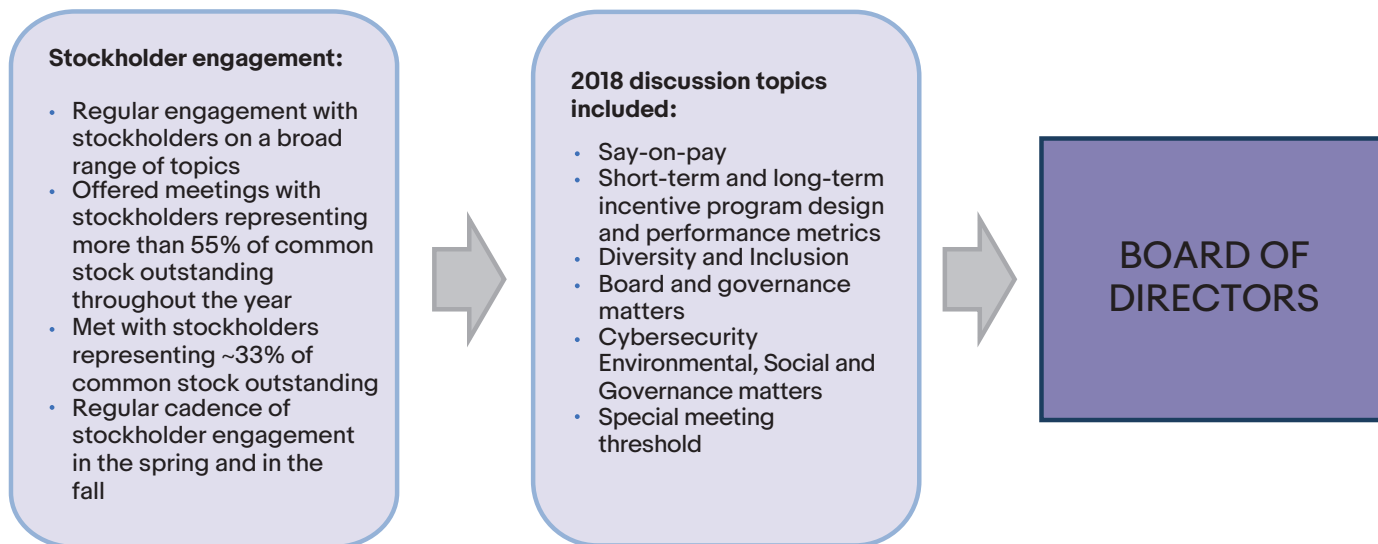 Stockholder engagement:
• Regular engagement with
stockholders on a broad
range of topics
• Offered meetings with
stockholders representing
more than 55% of common
stock outstanding
throughout the year
• Met with stockholders
representing ~33% of
common stock outstanding
• Regular cadence of
stockholder engagement
in the spring and in the
fall
2018 discussion topics
included:
• Say-on-pay
• Short-term and long-term
incentive program design
and performance metrics
• Diversity and Inclusion
• Board and governance
matters
• Cybersecurity
Environmental, Social and
Governance matters
• Special meeting
threshold
BOARD OF
DIRECTORS